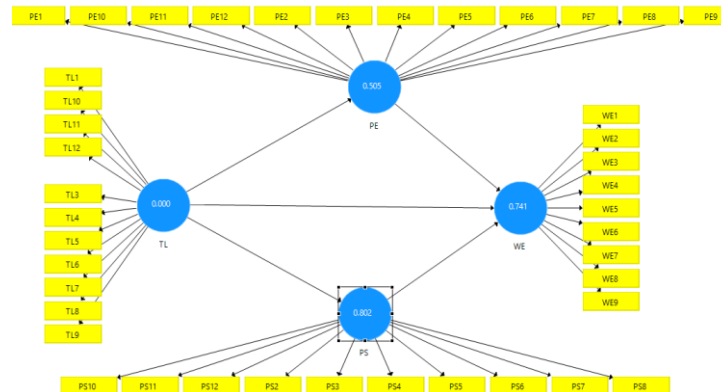 PE1 PE10 PE11 PE12 PE2 PE3 PE4 PE5 PE6 PE7 PE8 PE9
0.505
PE
TL1
TL10
TL11
TL12
TL3
TL4
TL5
TL6
TL7
TL8
TL9
0.000
TL
WE1
WE2
WE3
WE4
WE5
WE6
WE7
WE8
WE9
0.741
WE
0.802
PS
PS10 PS11 PS12 PS2 PS3 PS4 PS5 PS6 PS7 PS8